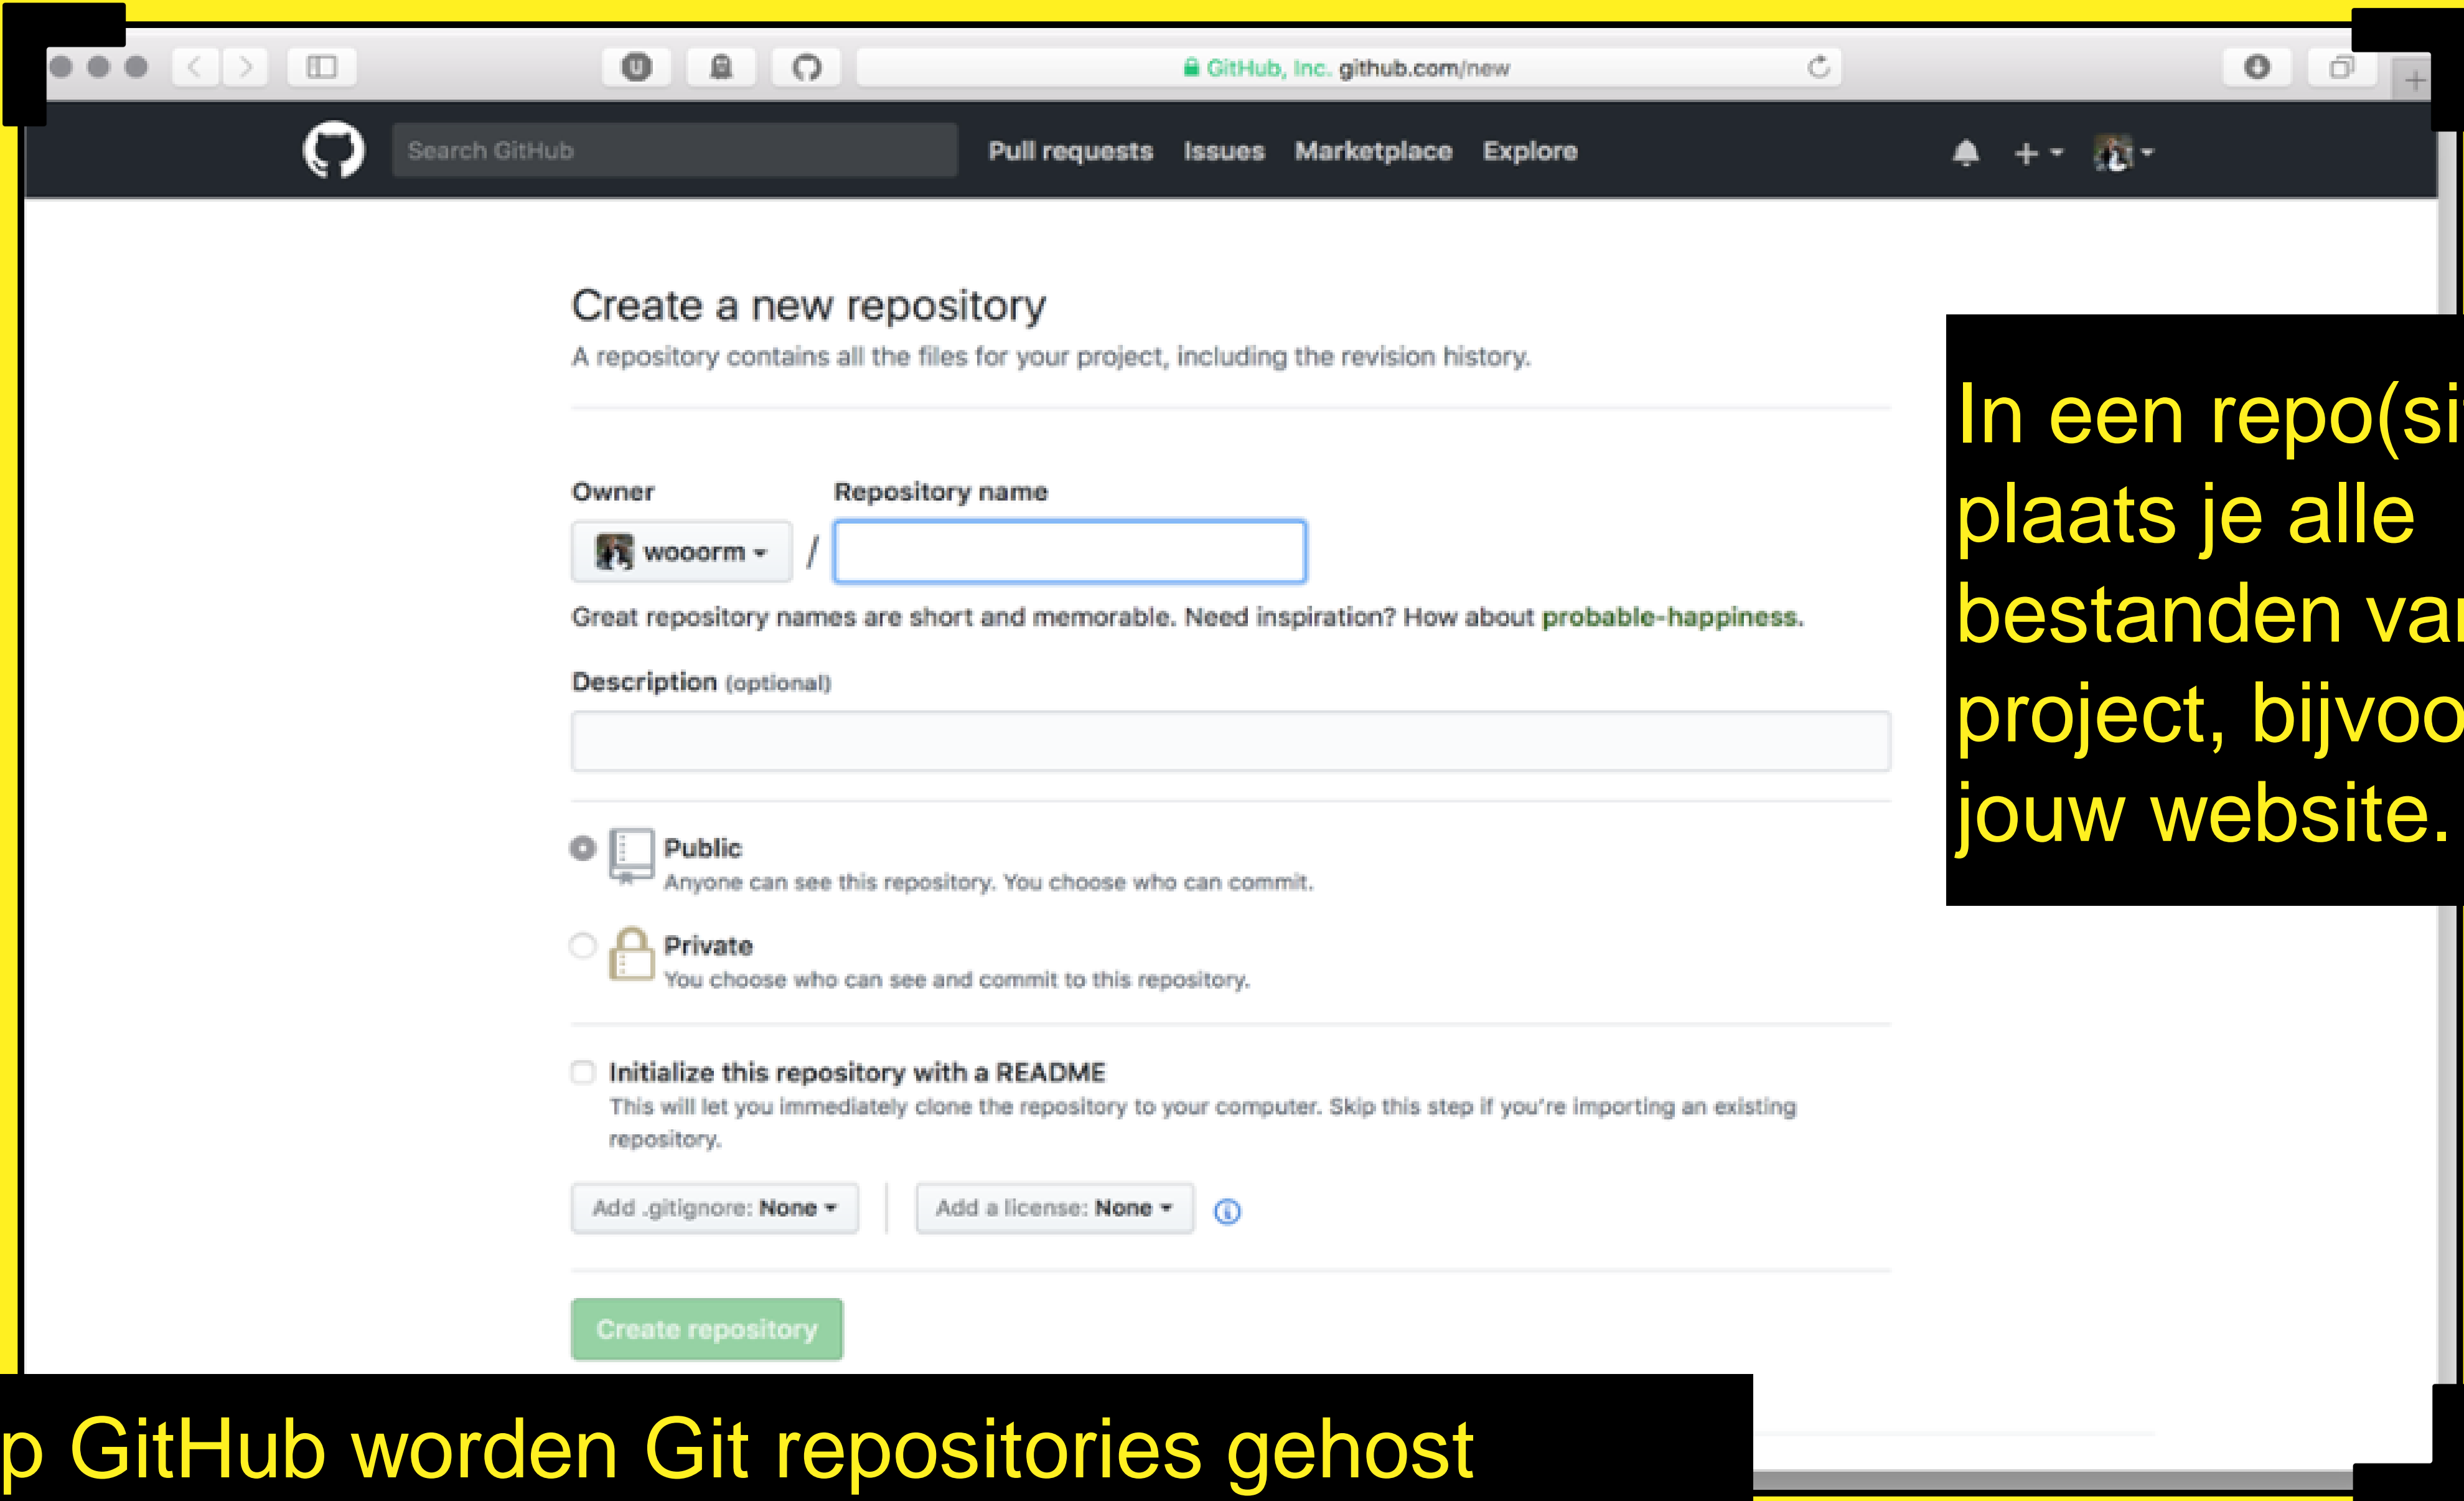 GitHub, Inc. github.com/new
Search GitHub
Pull requests Issues Marketplace Explore
Create a new repository
A repository contains all the files for your project, including the revision history.
Owner Repository name
wooorm /
Great repository names are short and memorable. Need inspiration? How about probable-happiness.
Description (optional)
Public
Anyone can see this repository. You choose who can commit.
Private
You choose who can see and commit to this repository.
Initialize this repository with a README
This will let you immediately clone the repository to your computer. Skip this step if you're importing an existing
repository.
Add .gitignore: None Add a license: None
Create repository
In een repo(si
plaats je alle
bestanden va
project, bijvoo
jouw website.
p GitHub worden Git repositories gehost